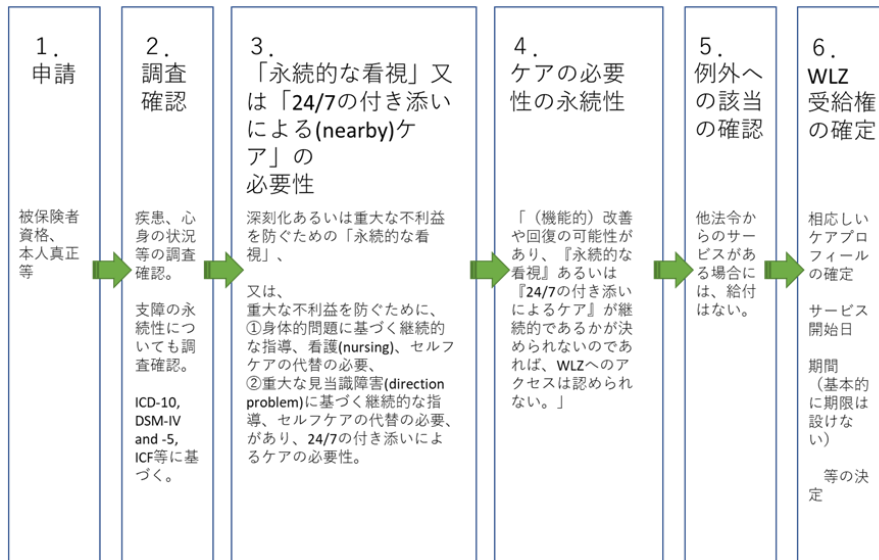 1.
申請
被保険者
資格、
本人真正
等
2.
調査
確認
疾患、心
身の状況
等の調査
確認。
支障の永
続性につ
いても調
査確認。
ICD-10,
DSM-IV
and -5,
ICF等に基
づく。
3.
「永続的な看視」又
は「24/7の付き添い
による(nearby)ケ
ア」の
必要性
深刻化あるいは重大な不利益
を防ぐための「永続的な看
視」、
又は、
重大な不利益を防ぐために、
①身体的問題に基づく継続的
な指導、看護(nursing)、セルフ
ケアの代替の必要、
②重大な見当識障害(direction
problem)に基づく継続的な指
導、セルフケアの代替の必要、
があり、24/7の付き添いによ
るケアの必要性。
4.
ケアの必要
性の永続性
「（機能的）改善
や回復の可能性が
あり、『永続的な
看視』あるいは
『24/7の付き添い
によるケア』が継
続的であるかが決
められないのであ
れば、WLZへのア
クセスは認められ
ない。」
5.
例外へ
の該当
の確認
他法令か
らのサー
ビスがあ
る場合に
は、給付
はない。
6.
WLZ
受給権
の確定
相応しい
ケアプロ
フィール
の確定
サービス
開始日
期間
（基本的
に期限は
設けな
い）
等の決
定